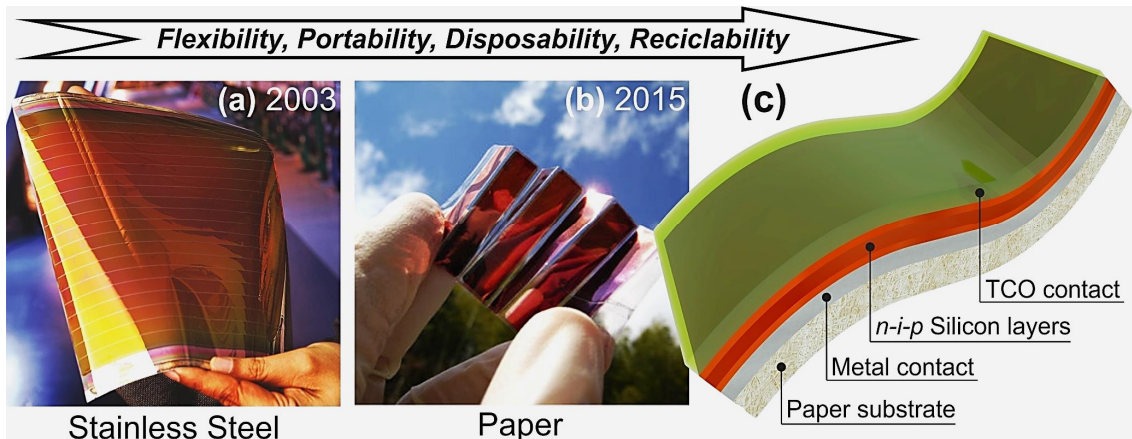 Flexibility, Portability, Disposability, Reciclability
(a) 2003
(b) 2015
(c)
TCO contact
n-i-p Silicon layers
Metal contact
Paper substrate
Stainless Steel
Paper